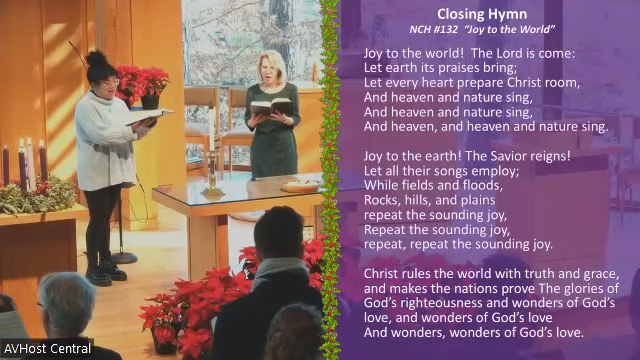 Closing Hymn
NCH #132 "Joy to the World"
Joy to the world!  The Lord is come:
Let earth its praises bring;
Let every heart prepare Christ room,
And heaven and nature sing,
And heaven and nature sing,
And heaven, and heaven and nature sing.
Joy to the earth! The Savior reigns!
Let all their songs employ;
While fields and floods,
Rocks, hills, and plains
repeat the sounding joy,
Repeat the sounding joy,
repeat, repeat the sounding joy.
Christ rules the world with truth and grace,
and makes the nations prove The glories of
God's righteousness and wonders of God's
love, and wonders of God's love
And wonders, wonders of God's love.
AVHost Central